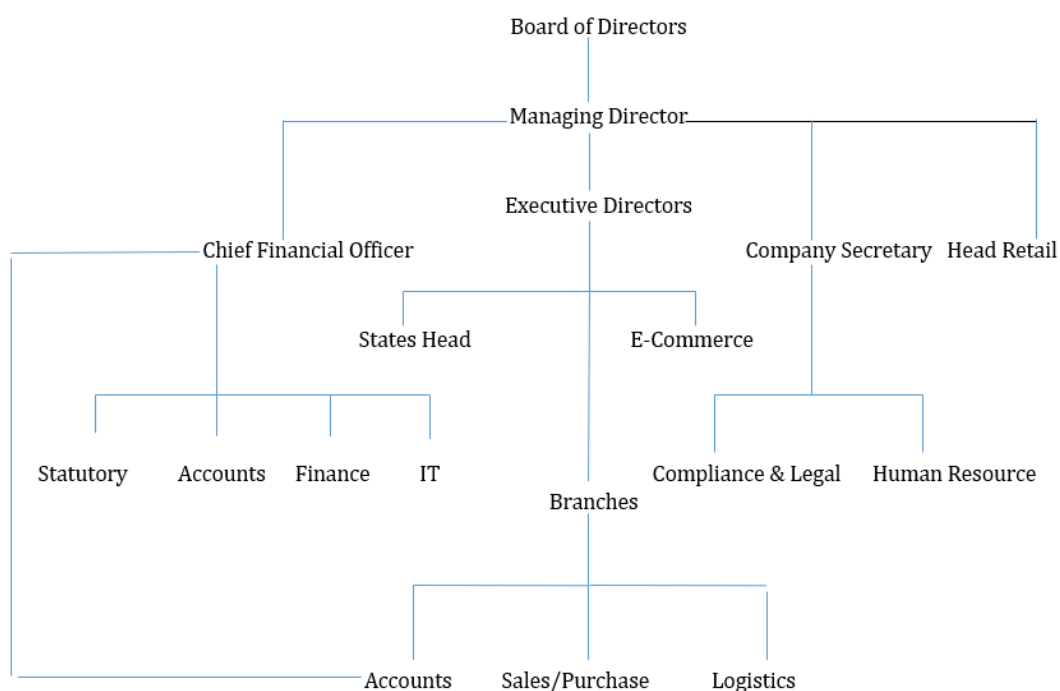 Board of Directors
Managing Director
Executive Directors
Chief Financial Officer
Company Secretary
Head Retail
States Head
E-Commerce
Statutory
Accounts
Finance
IT
Compliance & Legal
Human Resource
Branches
Accounts
Sales/Purchase
Logistics